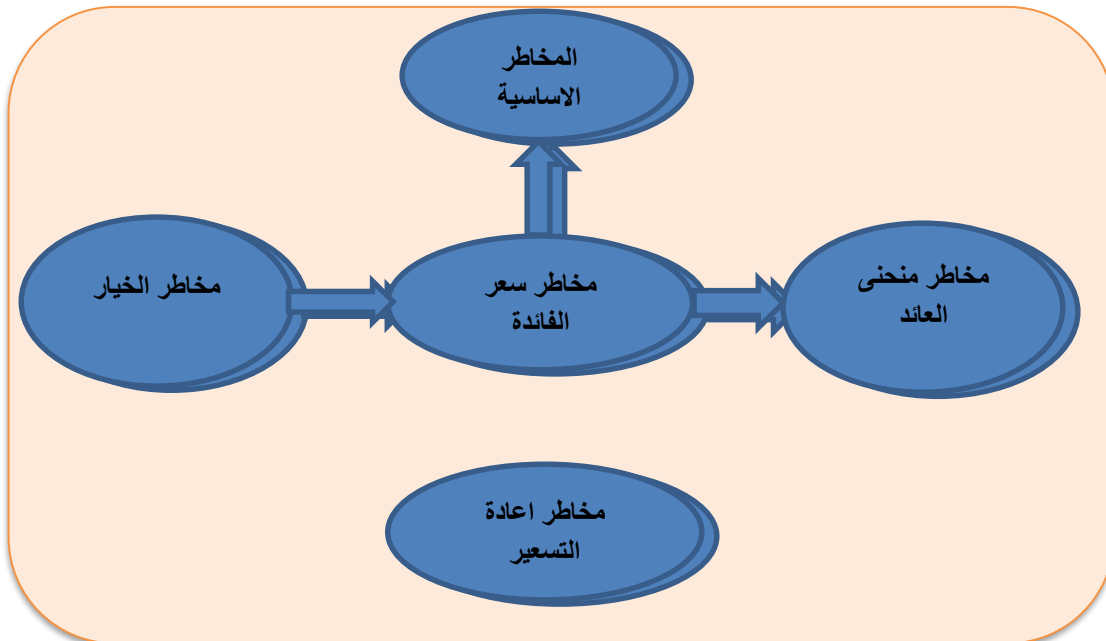 المخاطر
الاساسية
مخاطر الخيار
مخاطر سعر
الفائدة
مخاطر منحنى
العائد
مخاطر اعادة
التسعير